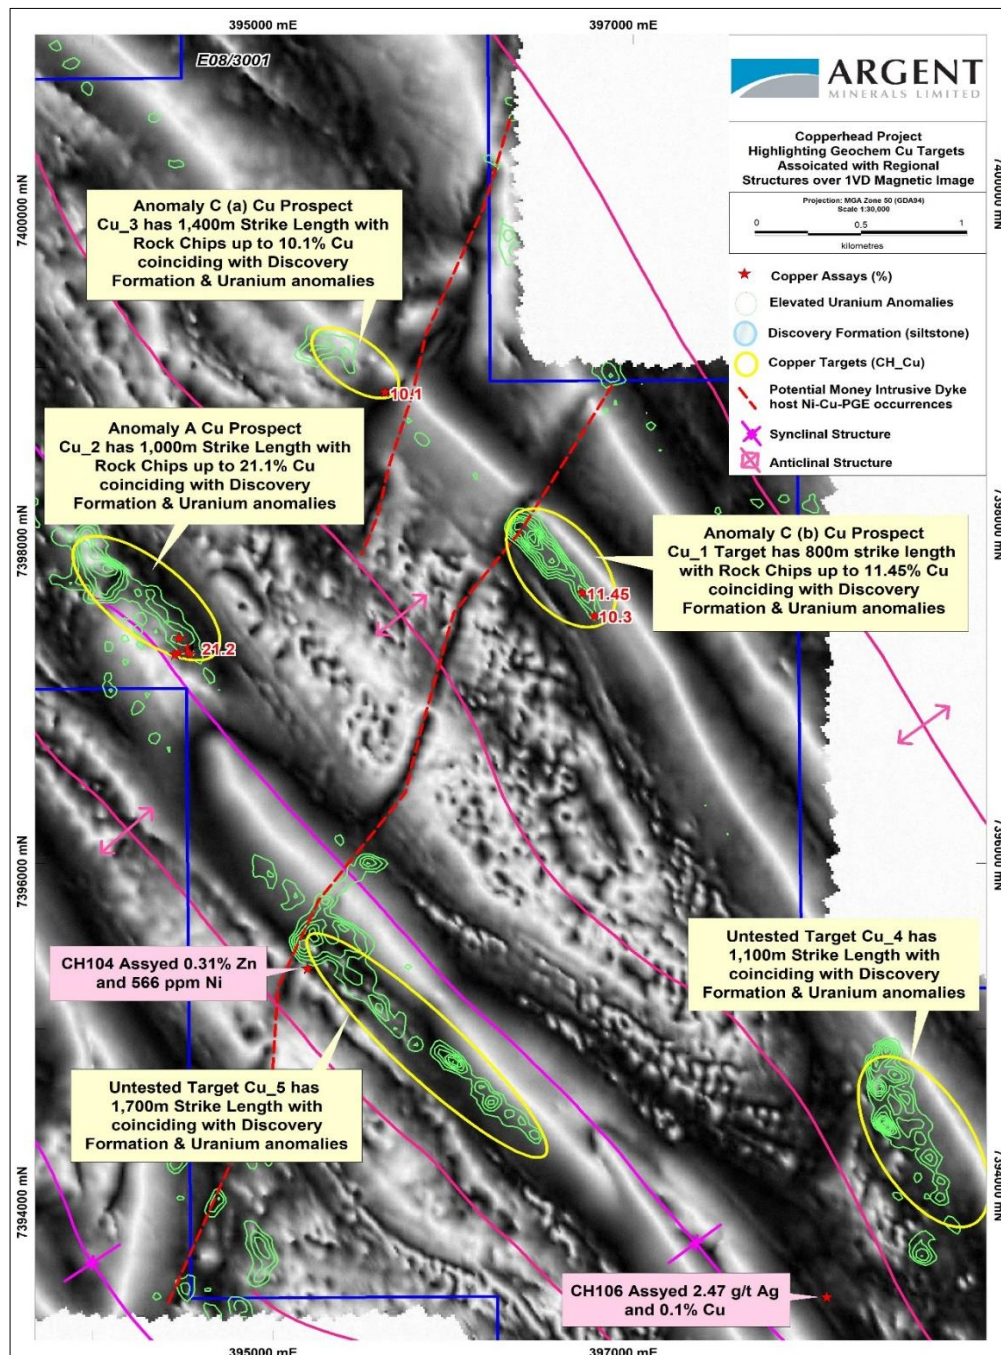 395000 mE
397000 mE
E08/3001
ARGENT
MINERALS LIMITED
Copperhead Project
Highlighting Geochem Cu Targets
Assoicated with Regional
Structures over 1VD Magnetic Image
Projection: MGA Zone 50 (GDA94)
Scale 1:30,000
0 0.5 1
kilometres
Copper Assays (%)
Elevated Uranium Anomalies
Discovery Formation (siltstone)
Copper Targets (CH_Cu)
Potential Money Intrusive Dyke
host Ni-Cu-PGE occurrences
Synclinal Structure
Anticlinal Structure
7400000 mN
7400000 mN
Anomaly C (a) Cu Prospect
Cu_3 has 1,400m Strike Length with
Rock Chips up to 10.1% Cu
coinciding with Discovery
Formation & Uranium anomalies
10.1
Anomaly A Cu Prospect
Cu_2 has 1,000m Strike Length with
Rock Chips up to 21.1% Cu
coinciding with Discovery
Formation & Uranium anomalies
7398000 mN
7398000 mN
Anomaly C (b) Cu Prospect
Cu_1 Target has 800m strike length
with Rock Chips up to 11.45% Cu
coinciding with Discovery
Formation & Uranium anomalies
11.45
10.3
21.2
7396000 mN
7396000 mN
CH104 Assyed 0.31% Zn
and 566 ppm Ni
Untested Target Cu_4 has
1,100m Strike Length with
coinciding with Discovery
Formation & Uranium anomalies
Untested Target Cu_5 has
1,700m Strike Length with
coinciding with Discovery
Formation & Uranium anomalies
7394000 mN
7394000 mN
CH106 Assyed 2.47 g/t Ag
and 0.1% Cu
395000 mE
397000 mE